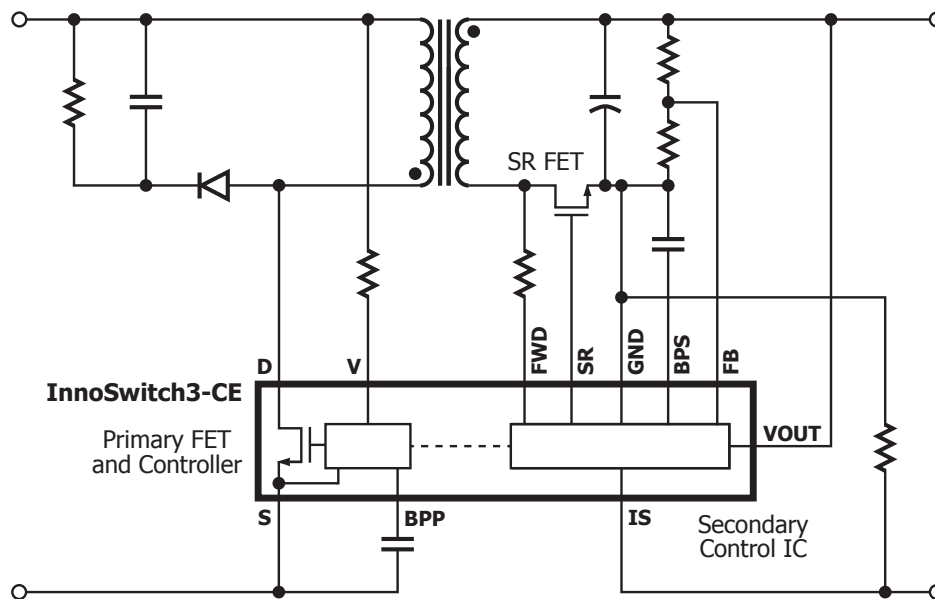 SR FET
D
V
FWD
SR
GND
BPS
FB
InnoSwitch3-CE
Primary FET
and Controller
VOUT
S
BPP
IS
Secondary
Control IC